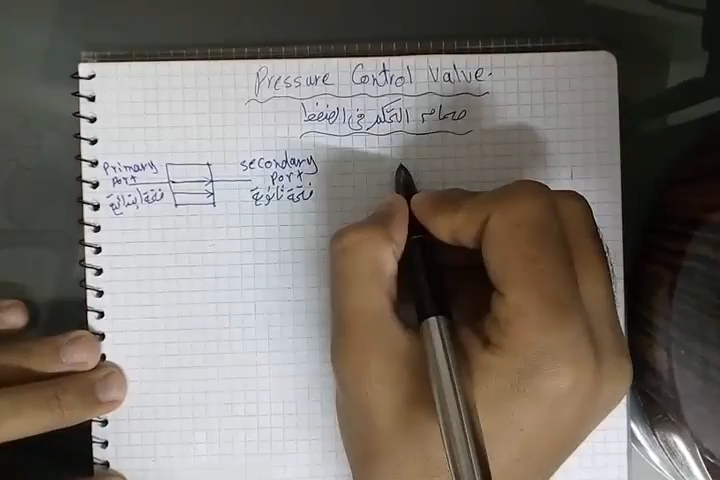 Pressure Control Valve.
صمام التحكم في الضغط
Primary
port
فتحة إبتدائية
secondary
port
فتحة ثانوية